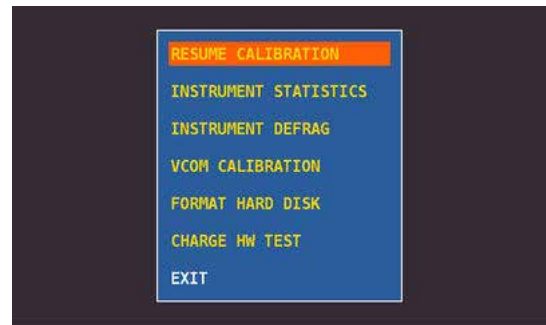 RESUME CALIBRATION
INSTRUMENT STATISTICS
INSTRUMENT DEFRAG
VCOM CALIBRATION
FORMAT HARD DISK
CHARGE HW TEST
EXIT